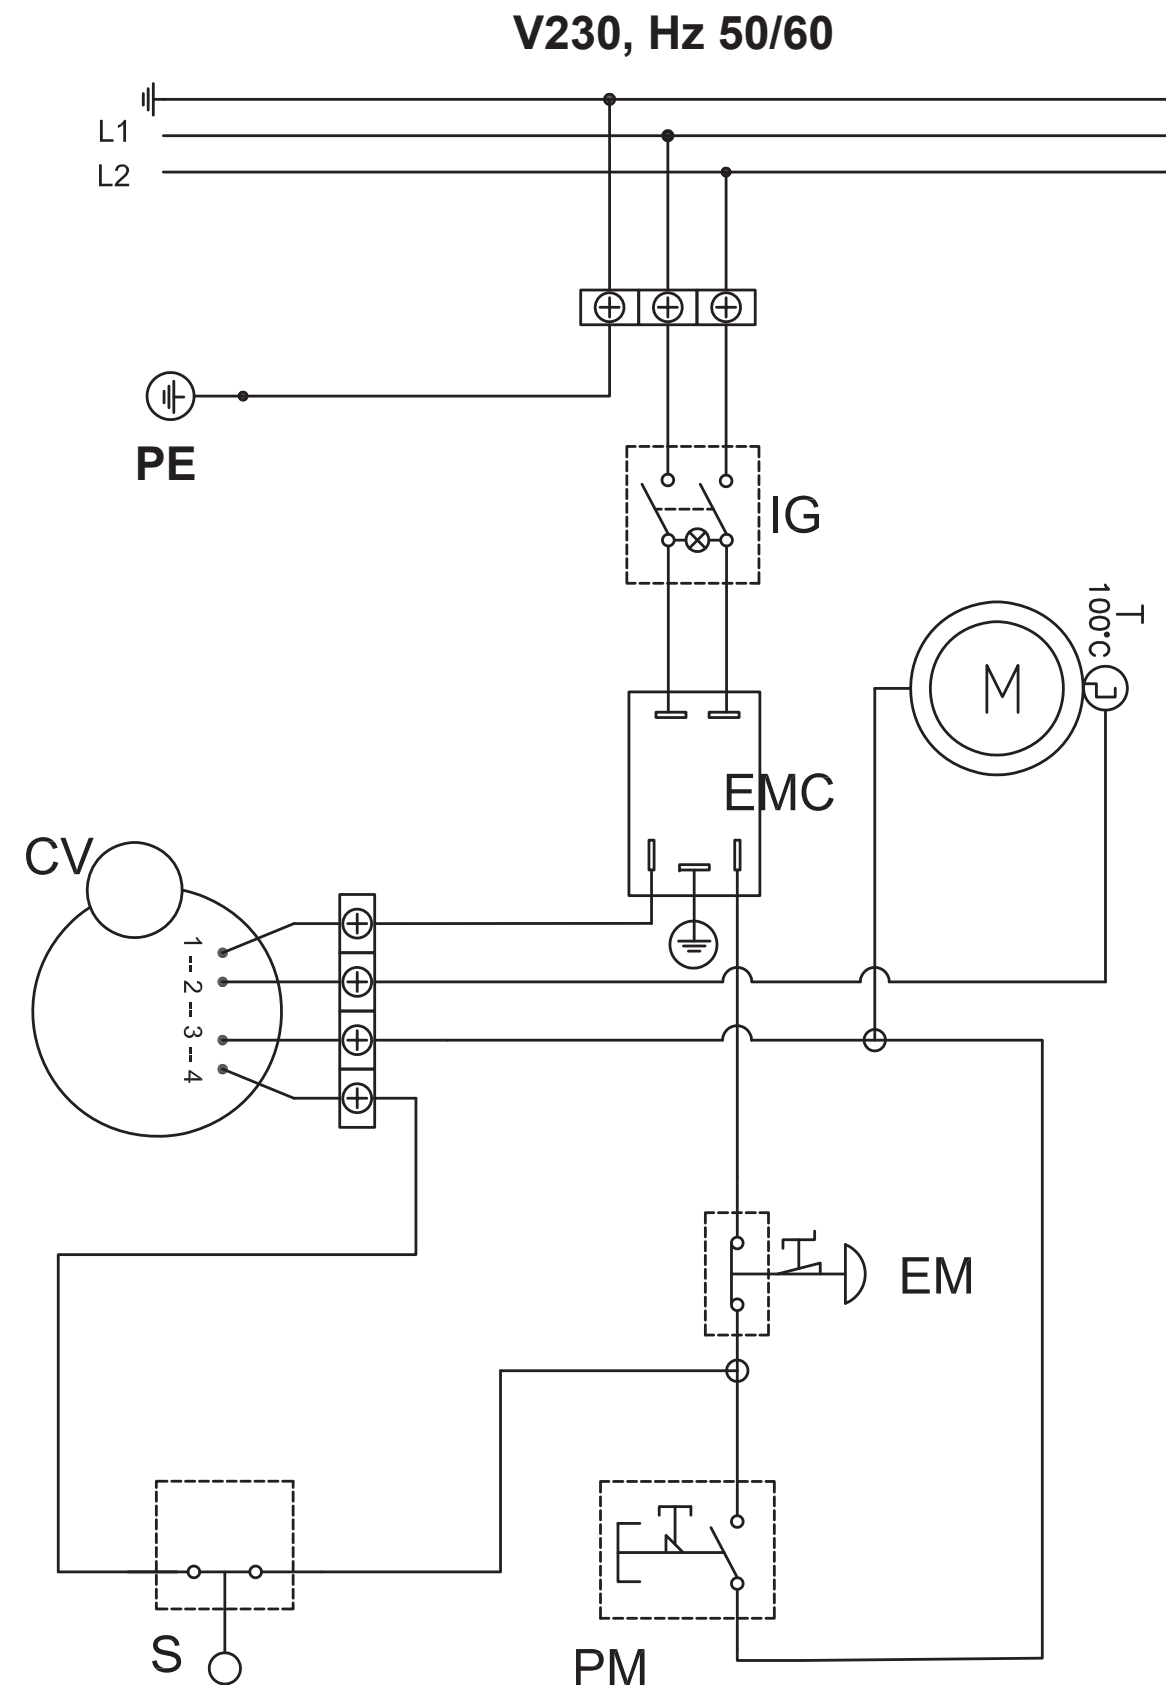 V230, Hz 50/60
L1
L2
PE
IG
T
100°C
M
EMC
CV
1--2--3--4
EM
S
PM